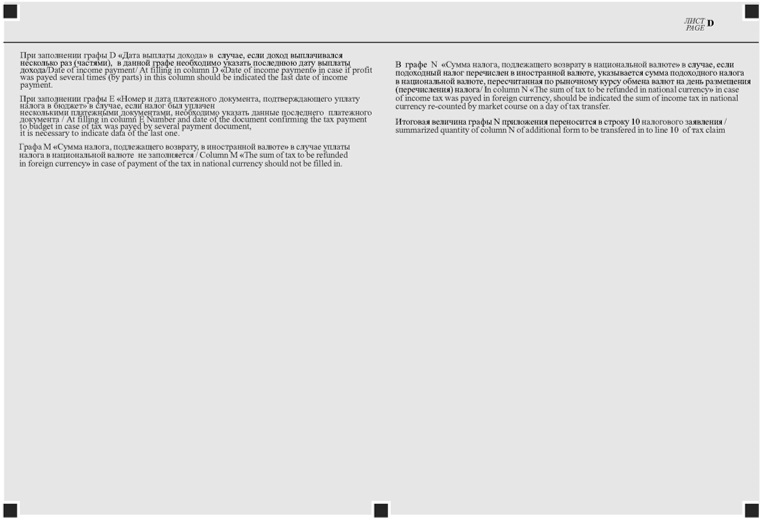 ЛИСТ
PAGE D
При заполнении графы D «Дата выплаты дохода» в случае, если доход выплачивался
несколько раз (частями), в данной графе необходимо указать последнюю дату выплаты
дохода/Date of income payment/ At filling in column D «Date of income payment» in case if profit
was payed several times (by parts) in this column should be indicated the last date of income
payment.
При заполнении графы Е «Номер и дата платежного документа, подтверждающего уплату
налога в бюджет» в случае, если налог был уплачен
несколькими платежными документами, необходимо указать данные последнего платежного
документа / At filling in column E Number and date of the document confirming the tax payment
to budget in case of tax was payed by several payment document,
it is necessary to indicate data of the last one.
Графа М «Сумма налога, подлежащего возврату, в иностранной валюте» в случае уплаты
налога в национальной валюте не заполняется / Column M «The sum of tax to be refunded
in foreign currency» in case of payment of the tax in national currency should not be filled in.
В графе N «Сумма налога, подлежащего возврату в национальной валюте» в случае, если
подоходный налог перечислен в иностранной валюте, указывается сумма подоходного налога
в национальной валюте, пересчитанная по рыночному курсу обмена валют на день размещения
(перечисления) налога/ In column N «The sum of tax to be refunded in national currency» in case
of income tax was payed in foreign currency, should be indicated the sum of income tax in national
currency re-counted by market course on a day of tax transfer.
Итоговая величина графы N приложения переносится в строку 10 налогового заявления /
summarized quantity of column N of additional form to be transfered in to line 10 of tax claim